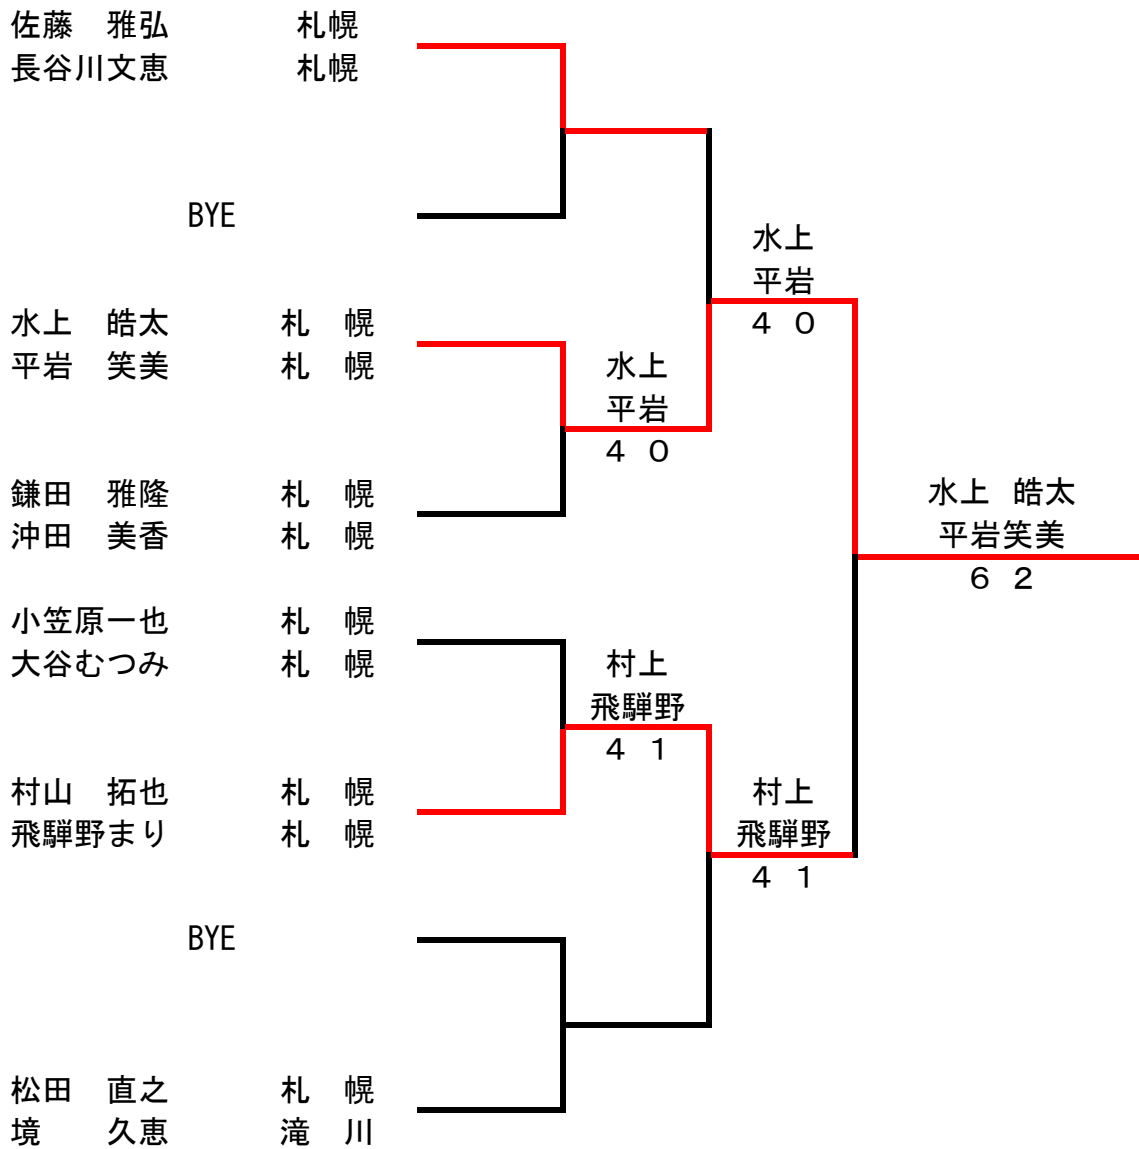 佐藤　雅弘　札幌
長谷川文恵　札幌
BYE
水上
平岩
４ ０
水上　皓太　札　幌
平岩　笑美　札　幌
水上
平岩
４ ０
鎌田　雅隆　札　幌
沖田　美香　札　幌
水上 皓太
平岩笑美
６ ２
小笠原一也　札　幌
大谷むつみ　札　幌
村上
飛騨野
４ １
村山　拓也　札　幌
飛騨野まり　札　幌
村上
飛騨野
４ １
BYE
松田　直之　札　幌
境　　久恵　滝　川